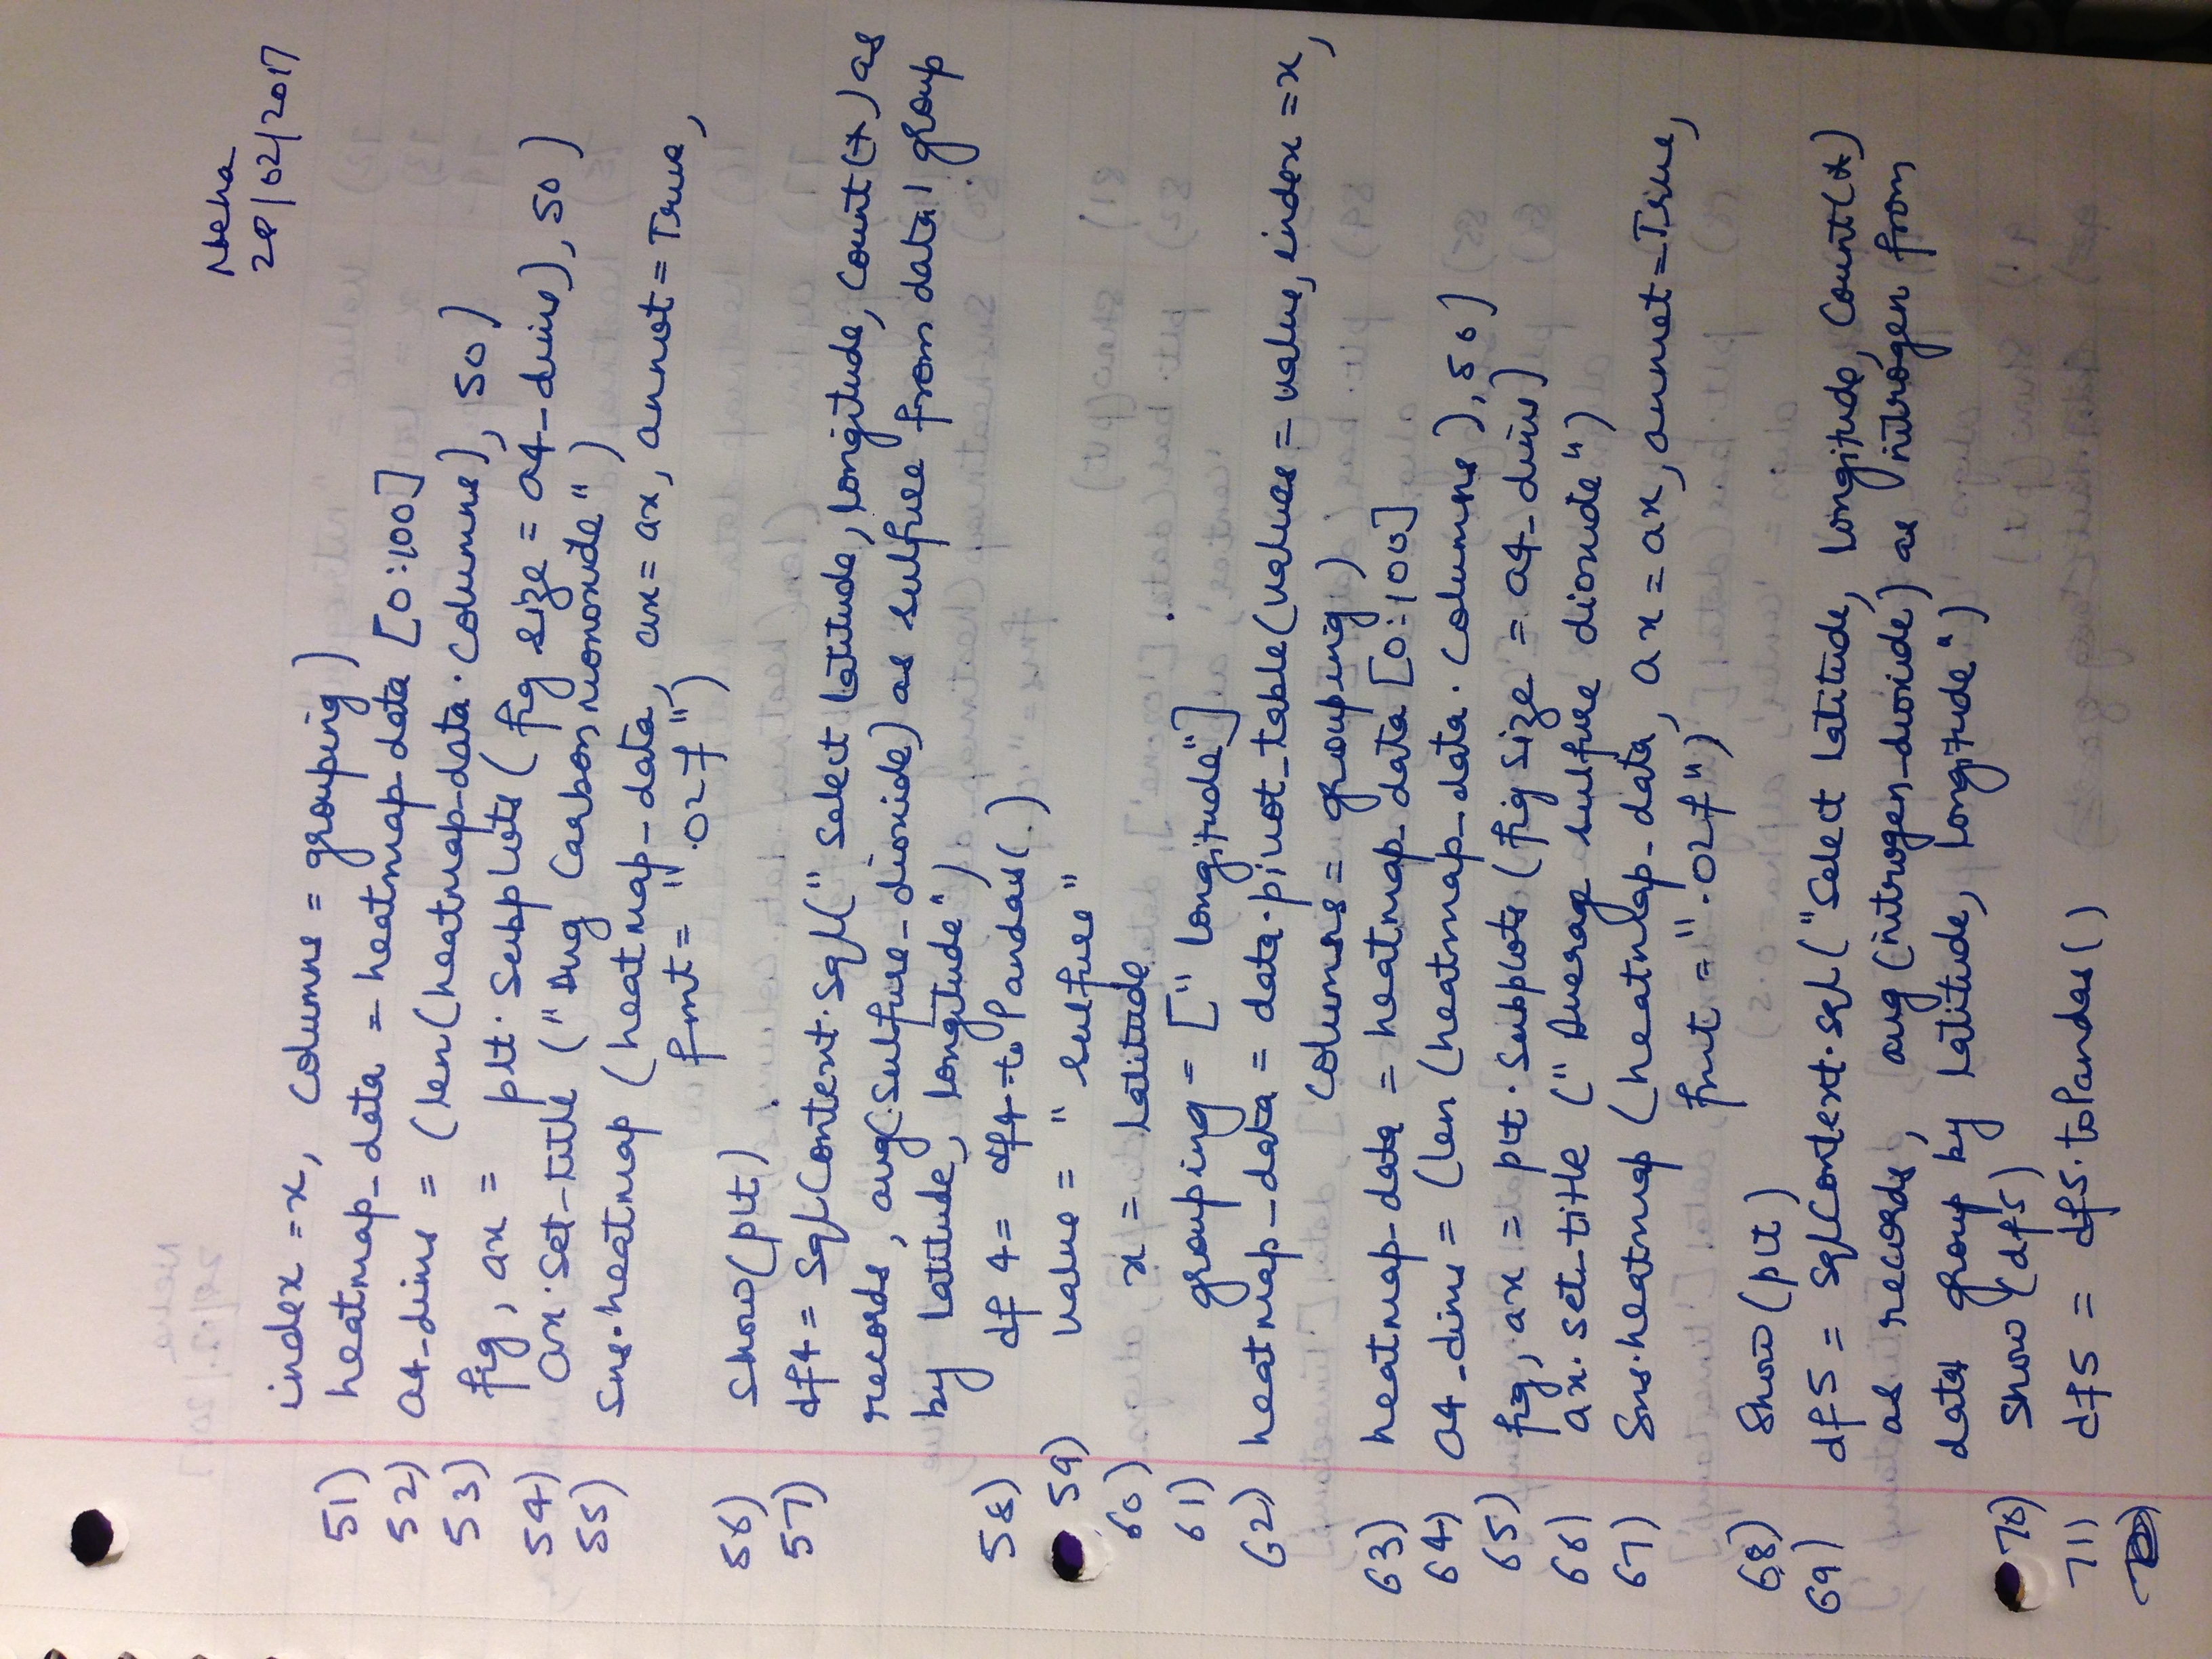 Neha
28/02/2017
index = x, columns = grouping)
51) heatmap_data = heatmap_data [0:100]
52) a4_dims = (len(heatmap_data.columns), 50)
53) fig, ax = plt.subplots (fig size = a4_dims), 50)
54) ax.set_title ("Avg Carbon monoxide")
55) sns.heatmap (heatmap_data, ax = ax, annot = True,
fmt = ".02f")
56) show(plt)
57) df4 = SqlContext.sql(" select latitude, longitude, count(*) as
records, avg(sulfure_dioxide) as sulfure from data1 group
by latitude, longitude")
58) df4 = df4.toPandas()
59) value = "sulfure"
60) x = latitude
61) grouping = ["longitude"]
62) heatmap_data = data.pivot_table(values = value, index = x,
columns = grouping)
63) heatmap_data = heatmap_data [0:100]
64) a4_dims = (len (heatmap_data.columns), 50)
65) fig, ax = plt.subplots (fig size = a4_dims)
66) ax.set_title ("Average sulfure dioxide")
67) Sns.heatmap (heatmap_data, ax = ax, annot = True,
fmt = ".02f")
68) show (plt)
69) df5 = SqlContext.sql ("Select latitude, longitude, Count(*)
as records, avg (nitrogen_dioxide) as nitrogen from
data1 group by latitude, longitude")
70) show (df5)
71) df5 = df5.toPandas()